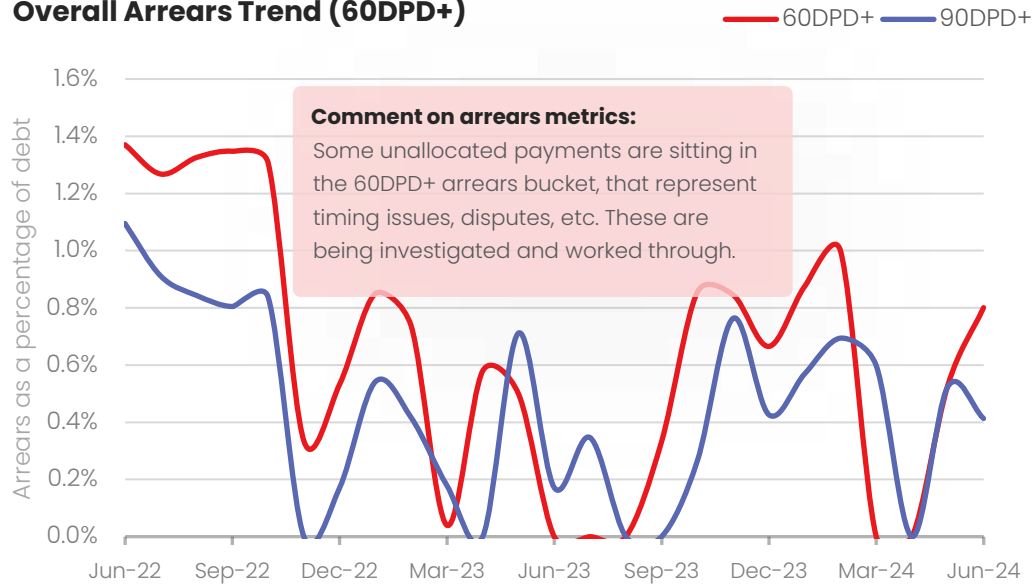 Overall Arrears Trend (60DPD+)
60DPD+ 90DPD+
Arrears as a percentage of debt
1.6%
1.4%
1.2%
1.0%
0.8%
0.6%
0.4%
0.2%
0.0%
Comment on arrears metrics:
Some unallocated payments are sitting in
the 60DPD+ arrears bucket, that represent
timing issues, disputes, etc. These are
being investigated and worked through.
Jun-22 Sep-22 Dec-22 Mar-23 Jun-23 Sep-23 Dec-23 Mar-24 Jun-24